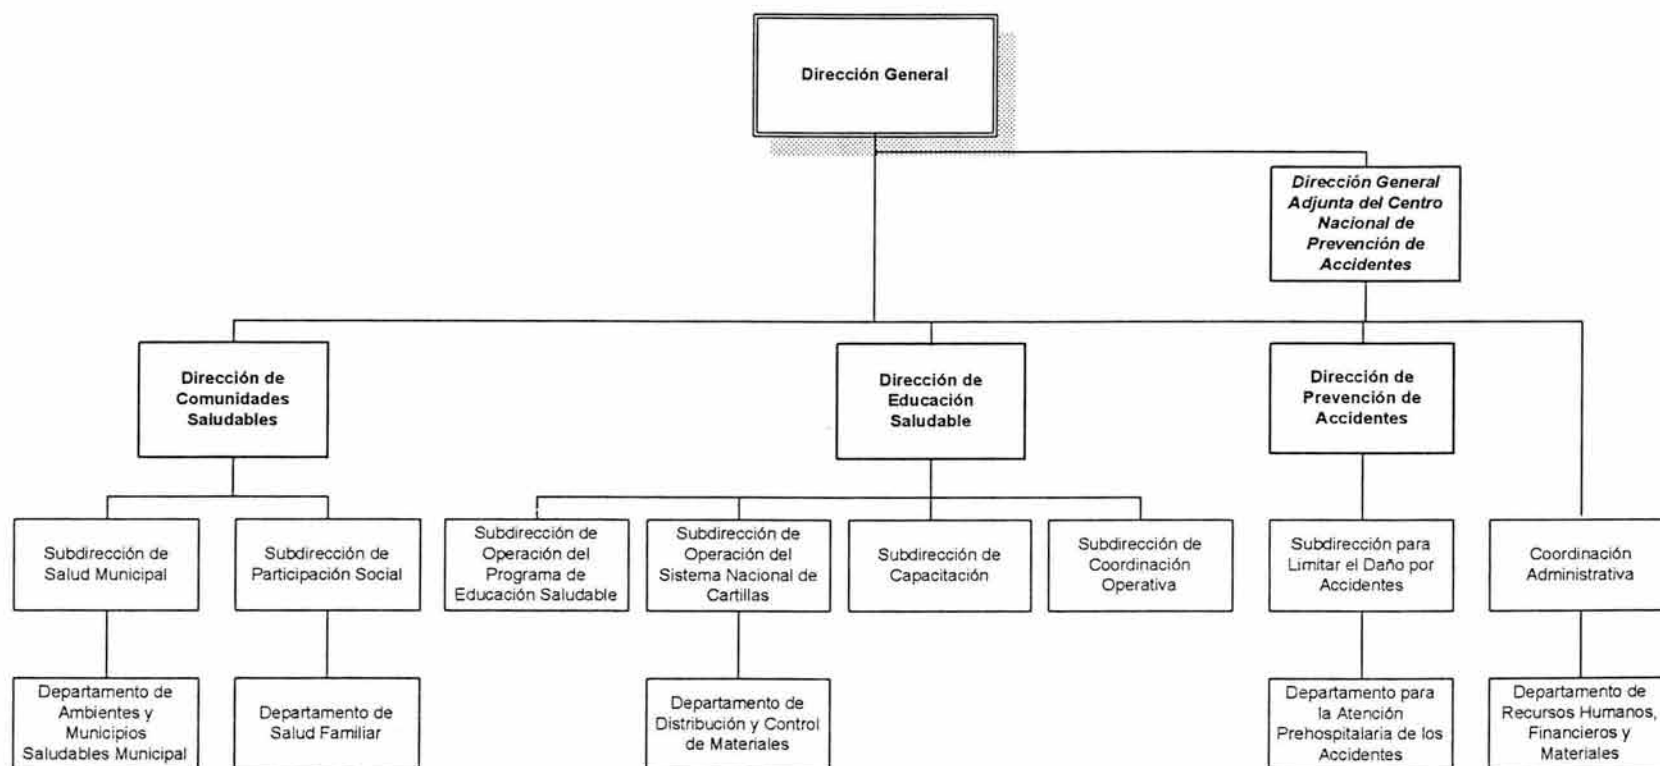 Dirección General
Dirección General
Adjunta del Centro
Nacional de
Prevención de
Accidentes
Dirección de
Comunidades
Saludables
Dirección de
Educación
Saludable
Dirección de
Prevención de
Accidentes
Subdirección de
Salud Municipal
Subdirección de
Participación Social
Subdirección de
Operación del
Programa de
Educación Saludable
Subdirección de
Operación del
Sistema Nacional de
Cartillas
Subdirección de
Capacitación
Subdirección de
Coordinación
Operativa
Subdirección para
Limitar el Daño por
Accidentes
Coordinación
Administrativa
Departamento de
Ambientes y
Municipios
Saludables Municipal
Departamento de
Salud Familiar
Departamento de
Distribución y Control
de Materiales
Departamento para
la Atención
Prehospitalaria de los
Accidentes
Departamento de
Recursos Humanos,
Financieros y
Materiales